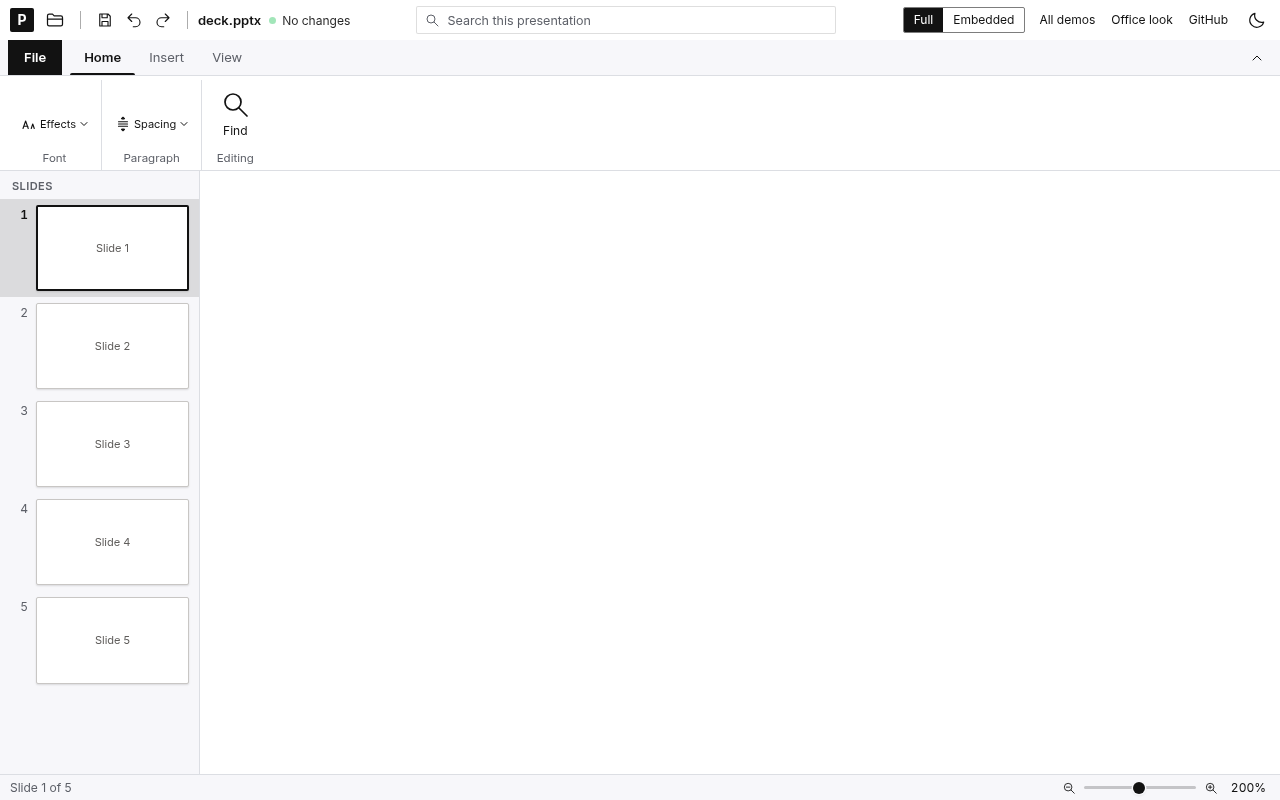 P
deck.pptx
No changes
Search this presentation
Full
Embedded
All demos
Office look
GitHub
File
Home
Insert
View
Effects
Spacing
Find
Font
Paragraph
Editing
SLIDES
1
Slide 1
2
Slide 2
3
Slide 3
4
Slide 4
5
Slide 5
Slide 1 of 5
200%